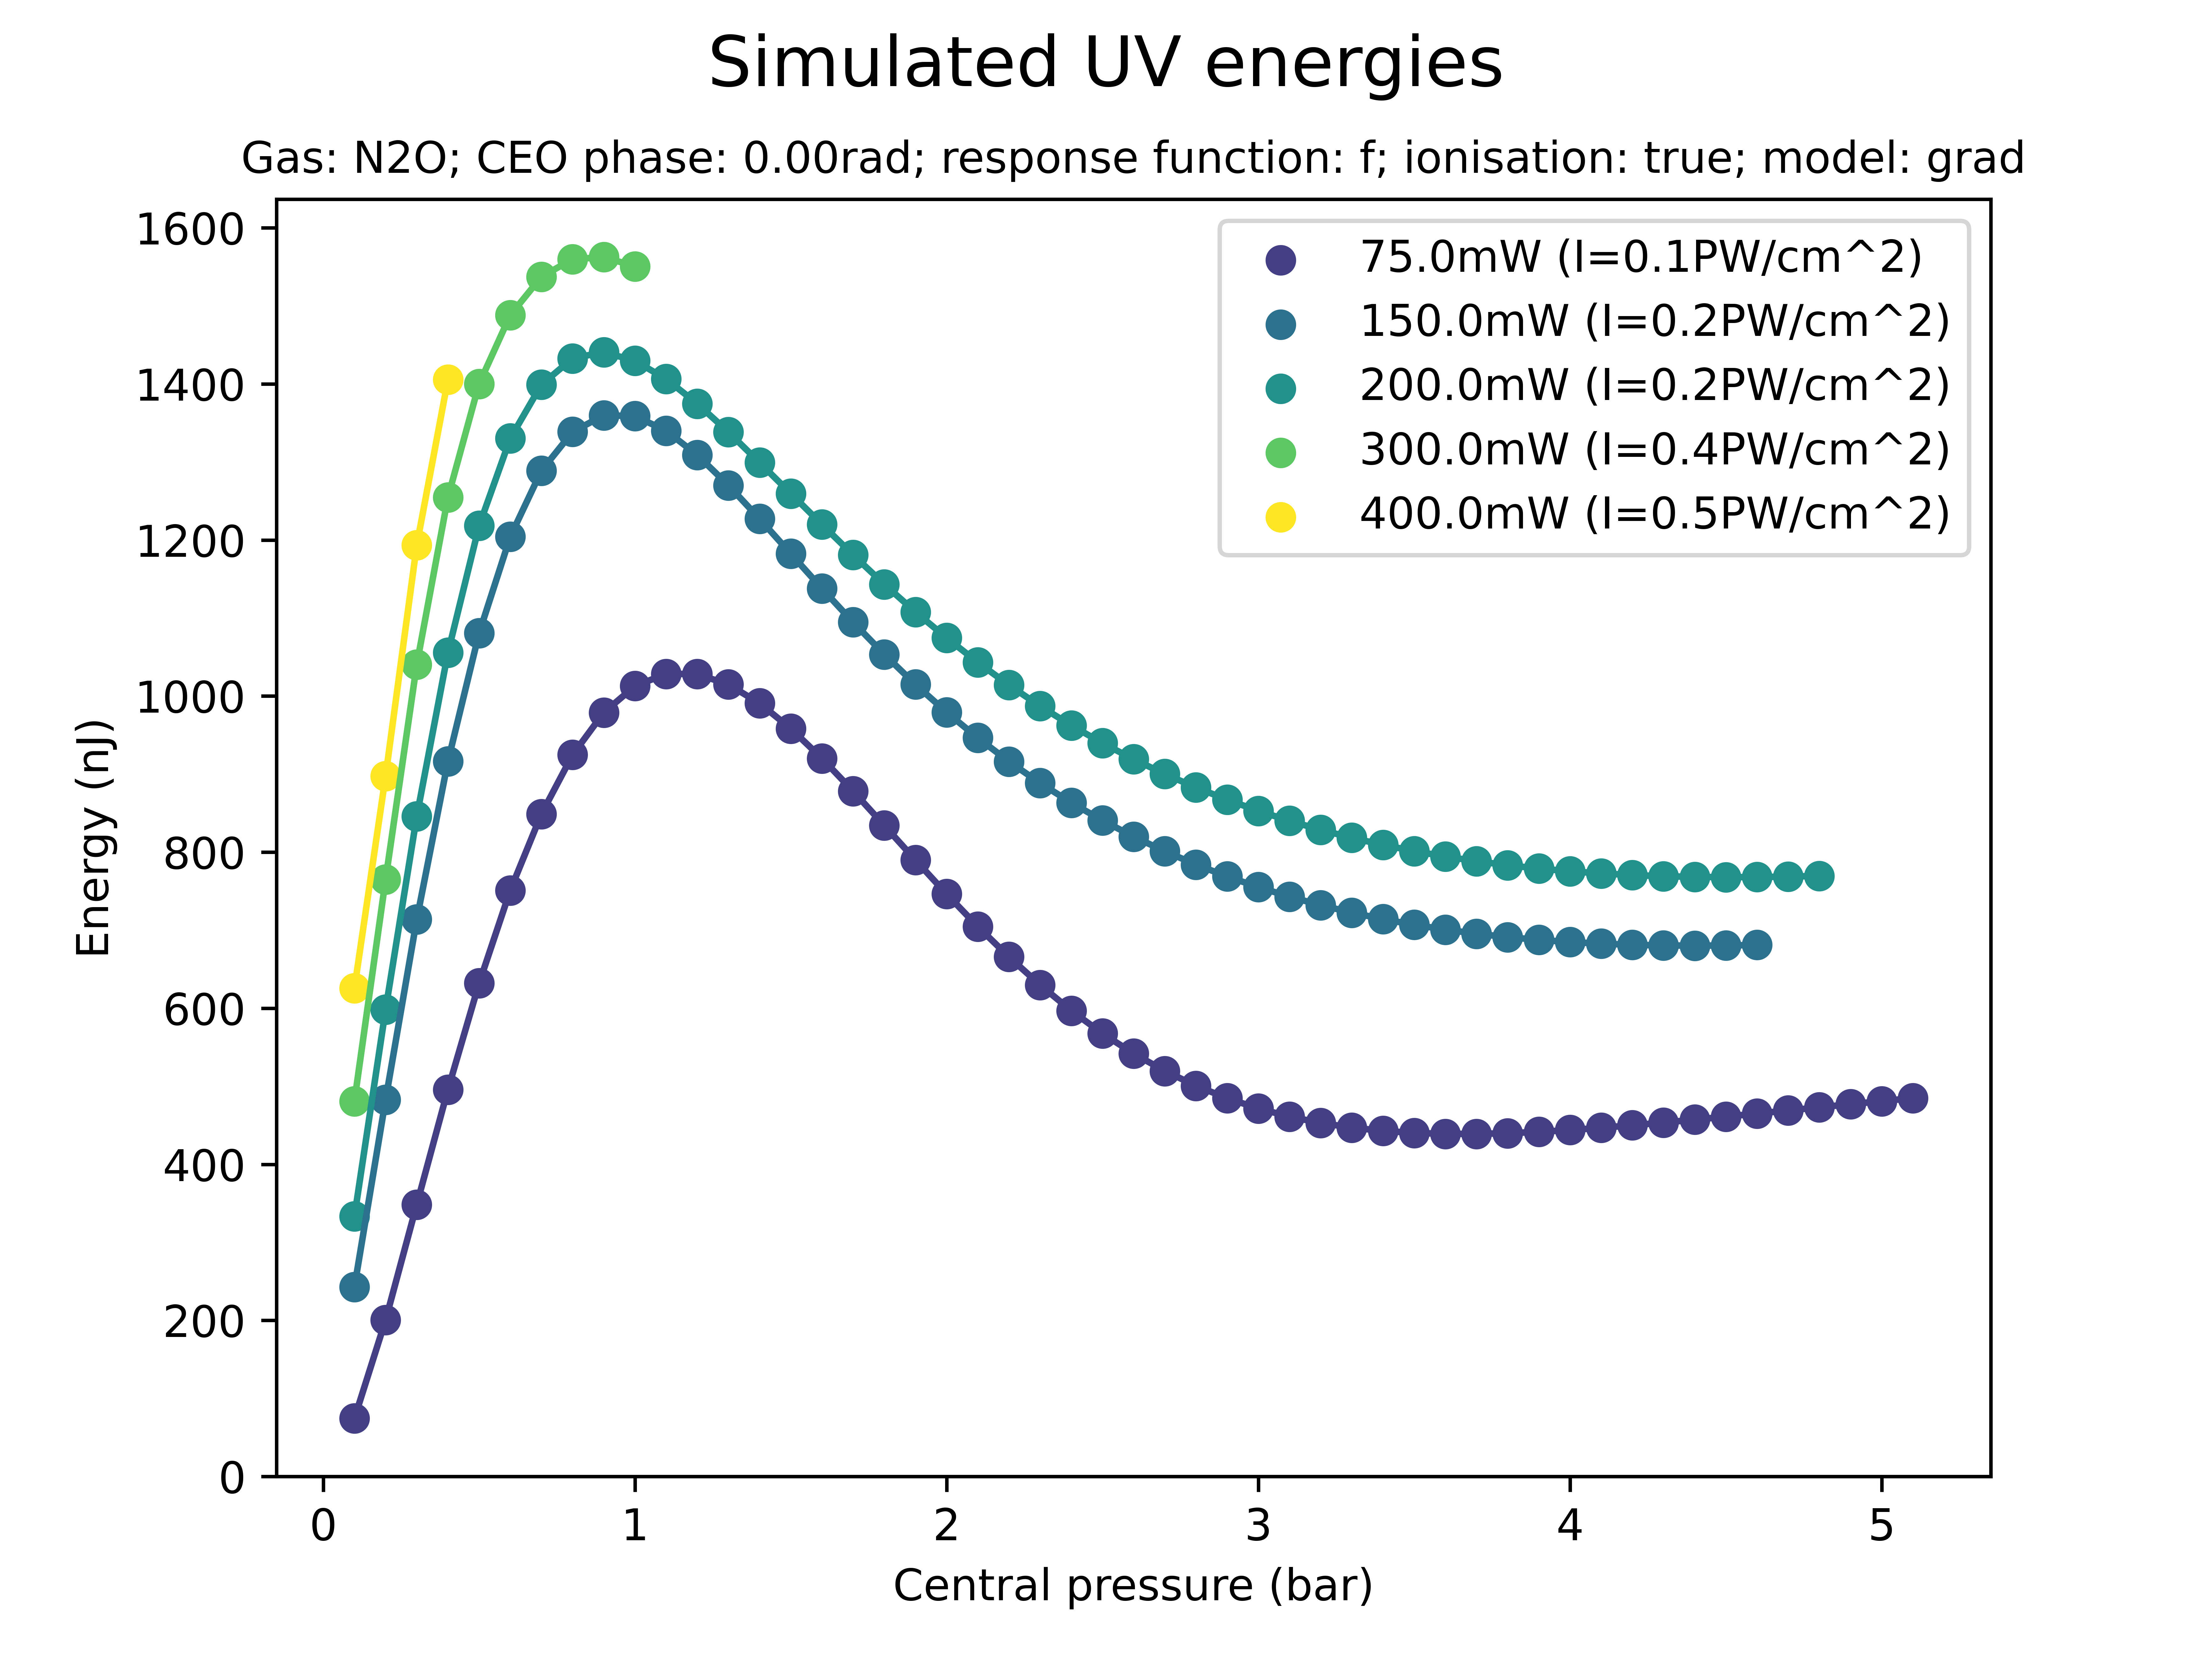 Simulated UV energies
Gas: N2O; CEO phase: 0.00rad; response function: f; ionisation: true; model: grad
1600
1400
1200
1000
800
600
400
200
0
Energy (nJ)
75.0mW (I=0.1PW/cm^2)
150.0mW (I=0.2PW/cm^2)
200.0mW (I=0.2PW/cm^2)
300.0mW (I=0.4PW/cm^2)
400.0mW (I=0.5PW/cm^2)
0 1 2 3 4 5
Central pressure (bar)